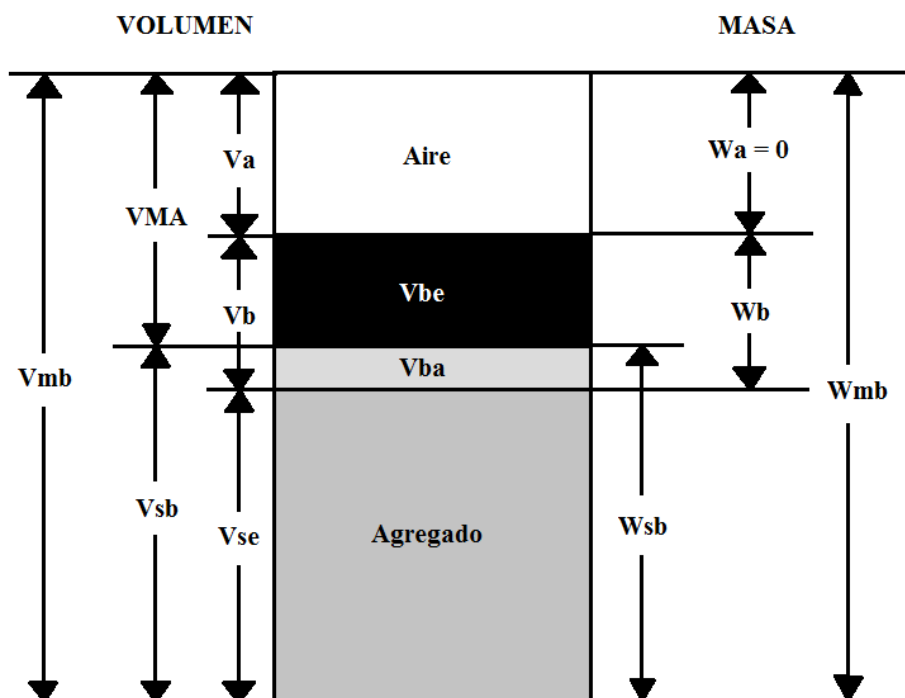 VOLUMEN MASA
Va Aire Wa = 0
VMA
Vbe
Vb Wb
Vmb Vba Wmb
Vsb Vse Agregado Wsb